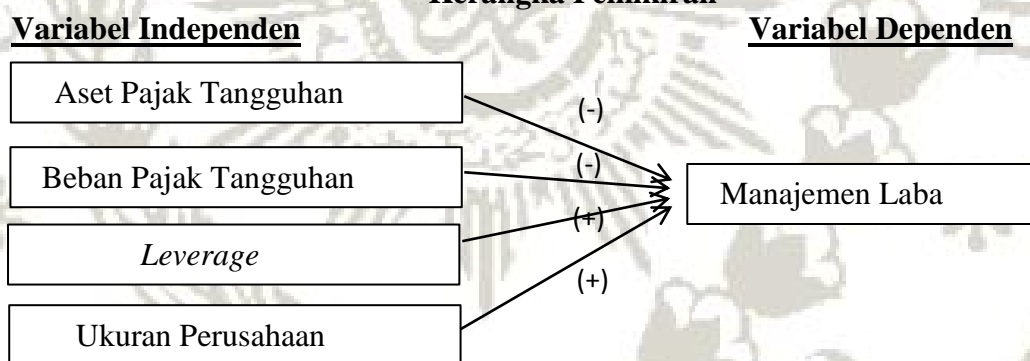 Kerangka Pemikiran
Variabel Independen
Variabel Dependen
Aset Pajak Tangguhan
(-)
Beban Pajak Tangguhan
(-)
Manajemen Laba
(+)
Leverage
(+)
Ukuran Perusahaan